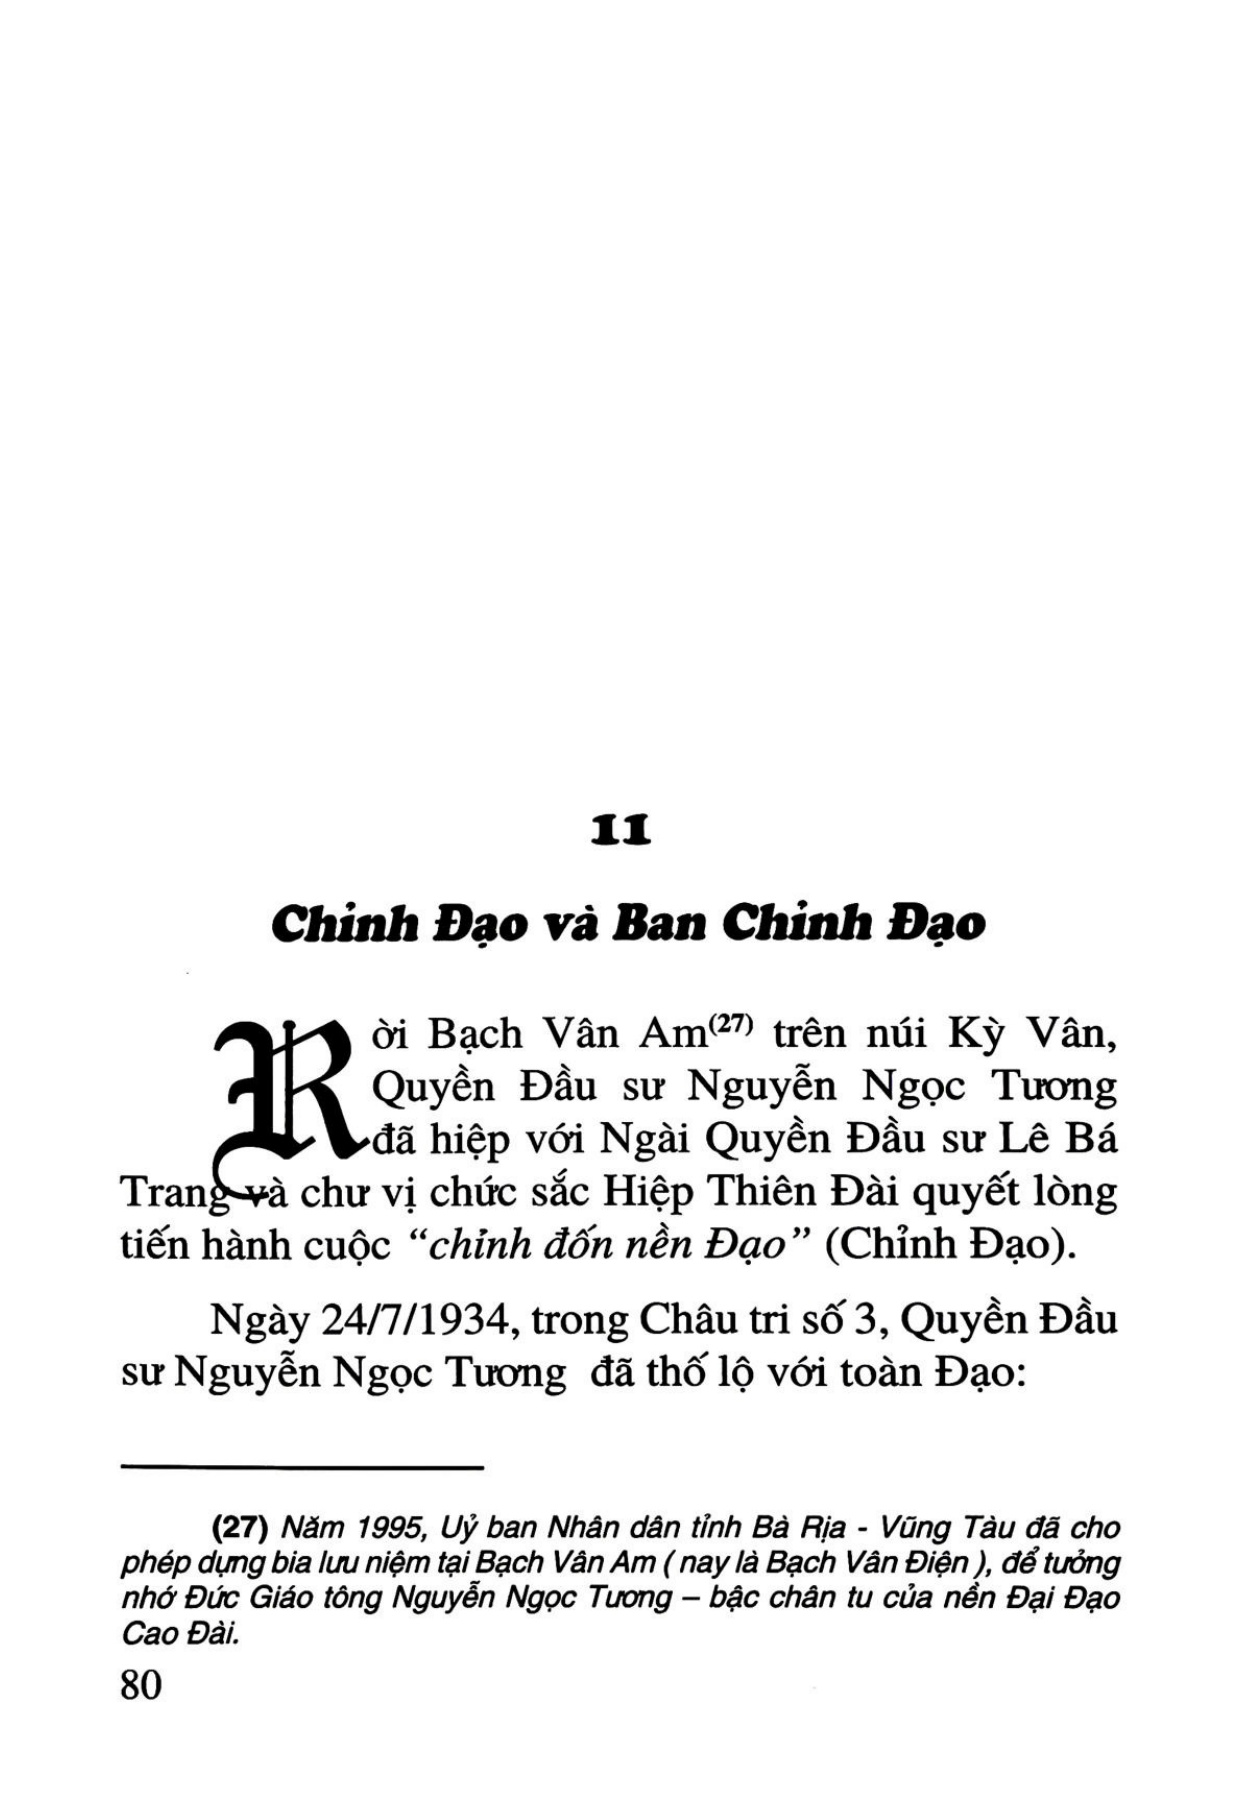 11
Chỉnh Đạo và Ban Chỉnh Đạo
Rời Bạch Vân Am(27) trên núi Kỳ Vân,
Quyền Đầu sư Nguyễn Ngọc Tương
đã hiệp với Ngài Quyền Đầu sư Lê Bá
Trang và chư vị chức sắc Hiệp Thiên Đài quyết lòng
tiến hành cuộc “chỉnh đốn nền Đạo” (Chỉnh Đạo).
Ngày 24/7/1934, trong Châu tri số 3, Quyền Đầu
sư Nguyễn Ngọc Tương đã thố lộ với toàn Đạo:
(27) Năm 1995, Uỷ ban Nhân dân tỉnh Bà Rịa - Vũng Tàu đã cho
phép dựng bia lưu niệm tại Bạch Vân Am ( nay là Bạch Vân Điện ), để tưởng
nhớ Đức Giáo tông Nguyễn Ngọc Tương – bậc chân tu của nền Đại Đạo
Cao Đài.
80